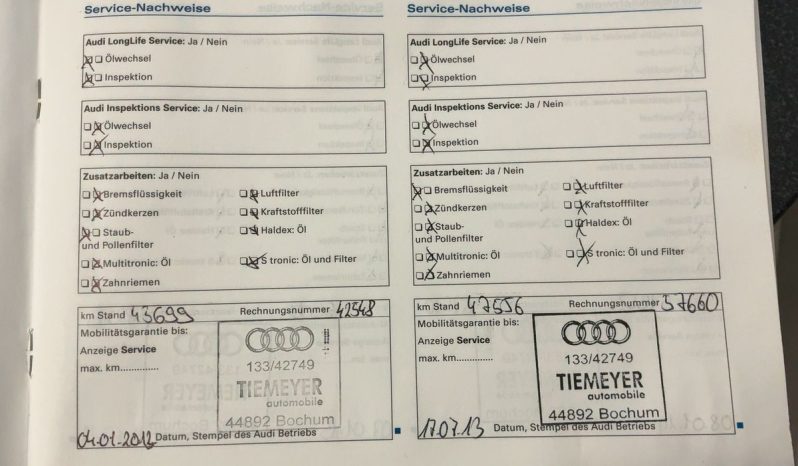 Service-Nachweise
Audi LongLife Service: Ja / Nein
Ölwechsel
Inspektion
Audi Inspektions Service: Ja / Nein
Ölwechsel
Inspektion
Zusatzarbeiten: Ja / Nein
Bremsflüssigkeit
Luftfilter
Zündkerzen
Kraftstofffilter
Staub-
und Pollenfilter
Haldex: Öl
Multitronic: Öl
S tronic: Öl und Filter
Zahnriemen
km Stand 43699 Rechnungsnummer 42548
Mobilitätsgarantie bis:
Anzeige Service
max. km.............
133/42749
TIEMEYER
automobile
44892 Bochum
04.01.2012 Datum, Stempel des Audi Betriebs
Service-Nachweise
Audi LongLife Service: Ja / Nein
Ölwechsel
Inspektion
Audi Inspektions Service: Ja / Nein
Ölwechsel
Inspektion
Zusatzarbeiten: Ja / Nein
Bremsflüssigkeit
Luftfilter
Zündkerzen
Kraftstofffilter
Staub-
und Pollenfilter
Haldex: Öl
Multitronic: Öl
S tronic: Öl und Filter
Zahnriemen
km Stand 47556 Rechnungsnummer 57660
Mobilitätsgarantie bis:
Anzeige Service
max. km.............
133/42749
TIEMEYER
automobile
44892 Bochum
17.07.13 Datum, Stempel des Audi Betriebs